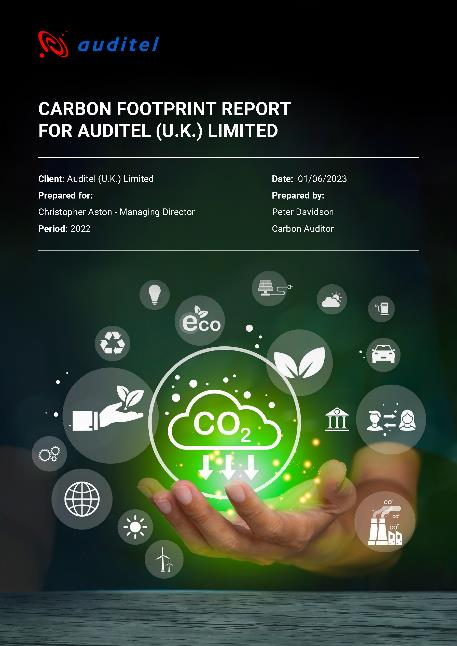 auditel
CARBON FOOTPRINT REPORT
FOR AUDITEL (U.K.) LIMITED
Client: Auditel (U.K.) Limited
Date: 01/06/2023
Prepared for:
Prepared by:
Christopher Aston - Managing Director
Peter Davidson
Period: 2022
Carbon Auditor
eco
CO2